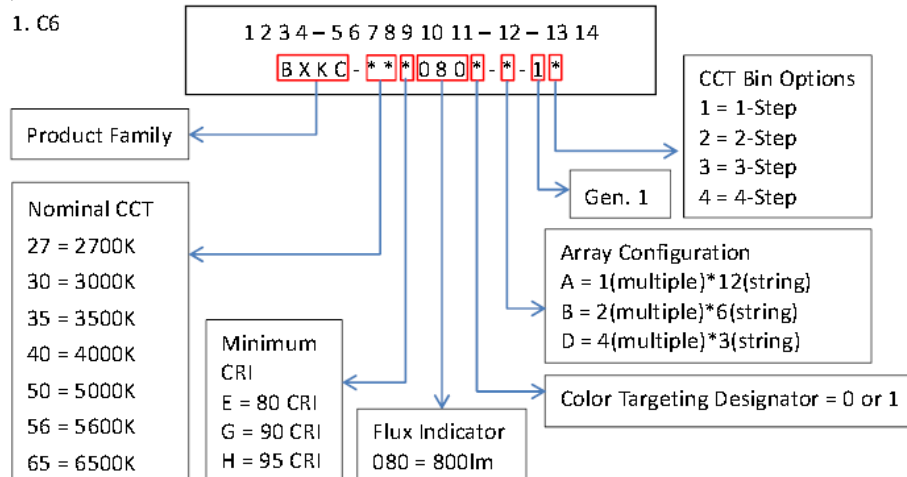 1. C6
1 2 3 4 – 5 6 7 8 9 10 11 – 12 – 13 14
B X K C - * * * 0 8 0 * - * - 1 *
Product Family
CCT Bin Options
1 = 1-Step
2 = 2-Step
3 = 3-Step
4 = 4-Step
Gen. 1
Nominal CCT
27 = 2700K
30 = 3000K
35 = 3500K
40 = 4000K
50 = 5000K
56 = 5600K
65 = 6500K
Array Configuration
A = 1(multiple)*12(string)
B = 2(multiple)*6(string)
D = 4(multiple)*3(string)
Minimum
CRI
E = 80 CRI
G = 90 CRI
H = 95 CRI
Flux Indicator
080 = 800lm
Color Targeting Designator = 0 or 1